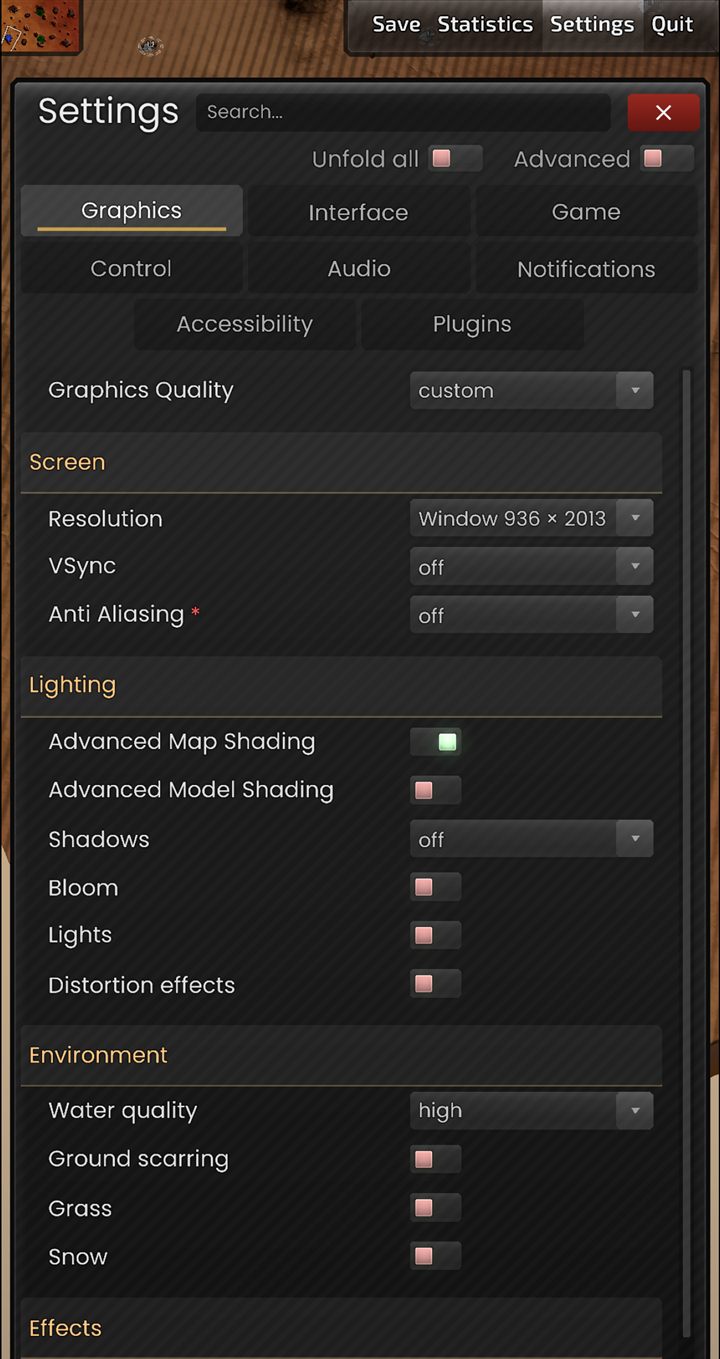 Save Statistics Settings Quit
Settings Search...
Unfold all Advanced
Graphics Interface Game
Control Audio Notifications
Accessibility Plugins
Graphics Quality custom
Screen
Resolution Window 936 × 2013
VSync off
Anti Aliasing * off
Lighting
Advanced Map Shading
Advanced Model Shading
Shadows off
Bloom
Lights
Distortion effects
Environment
Water quality high
Ground scarring
Grass
Snow
Effects